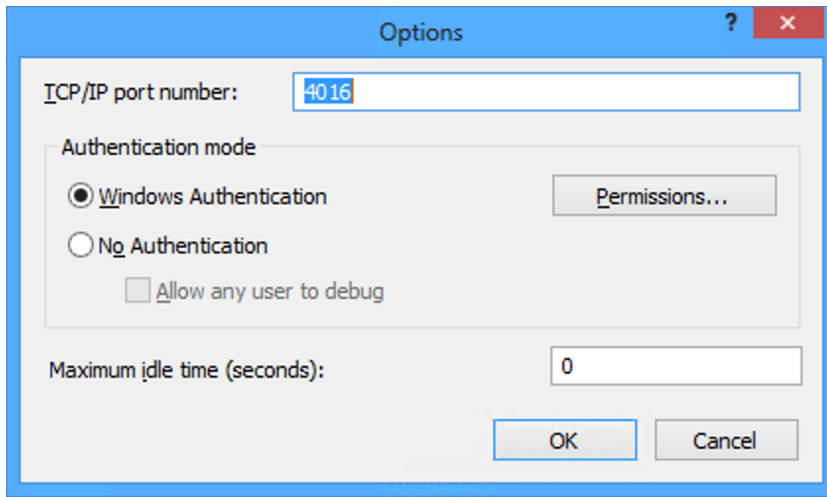 Options
?
TCP/IP port number: 4016
Authentication mode
Windows Authentication Permissions...
No Authentication
Allow any user to debug
Maximum idle time (seconds): 0
OK Cancel